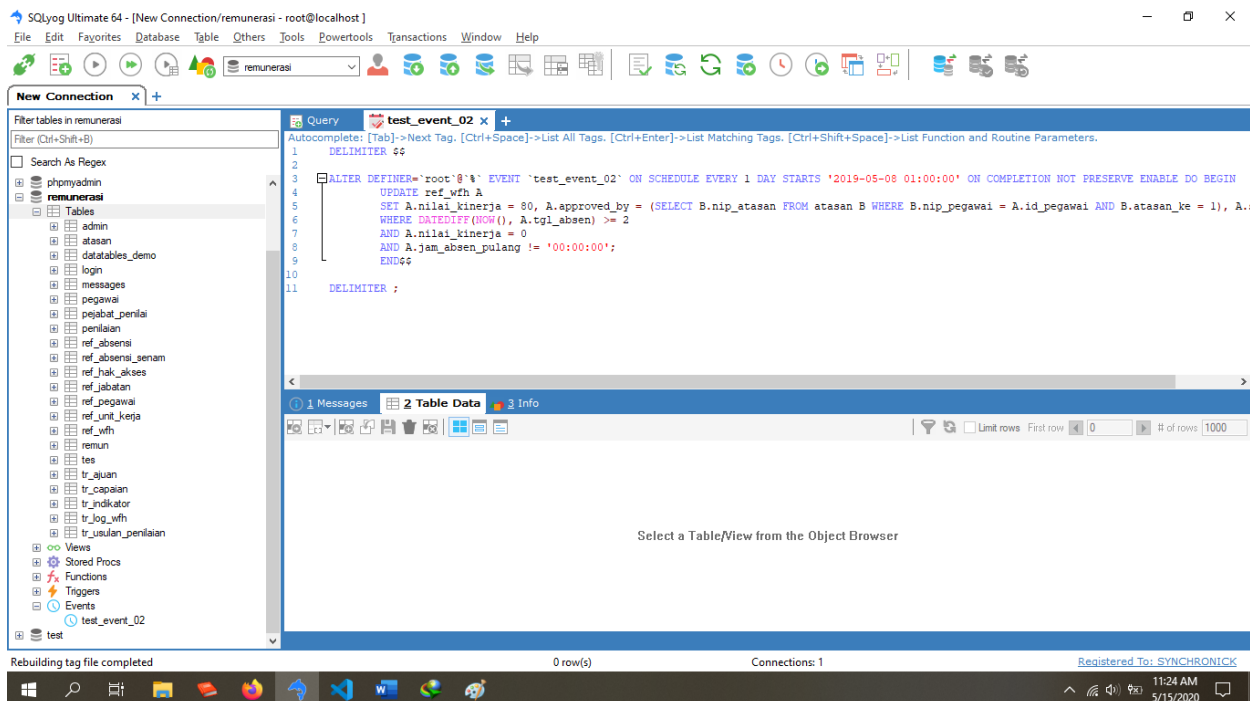 SQLyog Ultimate 64 - [New Connection/remunerasi - root@localhost ]
File Edit Favorites Database Table Others Tools Powertools Transactions Window Help
remunerasi
New Connection x +
Filter tables in remunerasi
Filter (Ctrl+Shift+B)
Search As Regex
phpmyadmin
remunerasi
Tables
admin
atasan
datatables_demo
login
messages
pegawai
pejabat_penilai
penilaian
ref_absensi
ref_absensi_senam
ref_hak_akses
ref_jabatan
ref_pegawai
ref_unit_kerja
ref_wfh
remun
tes
tr_ajuan
tr_capaian
tr_indikator
tr_log_wfh
tr_usulan_penilaian
Views
Stored Procs
Functions
Triggers
Events
test_event_02
test
Query test_event_02 x +
Autocomplete: [Tab]->Next Tag. [Ctrl+Space]->List All Tags. [Ctrl+Enter]->List Matching Tags. [Ctrl+Shift+Space]->List Function and Routine Parameters.
1 DELIMITER $$
2
3 ALTER DEFINER=`root`@`%` EVENT `test_event_02` ON SCHEDULE EVERY 1 DAY STARTS '2019-05-08 01:00:00' ON COMPLETION NOT PRESERVE ENABLE DO BEGIN
4 UPDATE ref_wfh A
5 SET A.nilai_kinerja = 80, A.approved_by = (SELECT B.nip_atasan FROM atasan B WHERE B.nip_pegawai = A.id_pegawai AND B.atasan_ke = 1),
6 WHERE DATEDIFF(NOW(), A.tgl_absen) >= 2
7 AND A.nilai_kinerja = 0
8 AND A.jam_absen_pulang != '00:00:00';
9 END$$
10
11 DELIMITER ;
1 Messages 2 Table Data 3 Info
Limit rows First row 0 # of rows 1000
Select a Table/View from the Object Browser
Rebuilding tag file completed 0 row(s) Connections: 1 Registered To: SYNCHRONICK
11:24 AM
5/15/2020